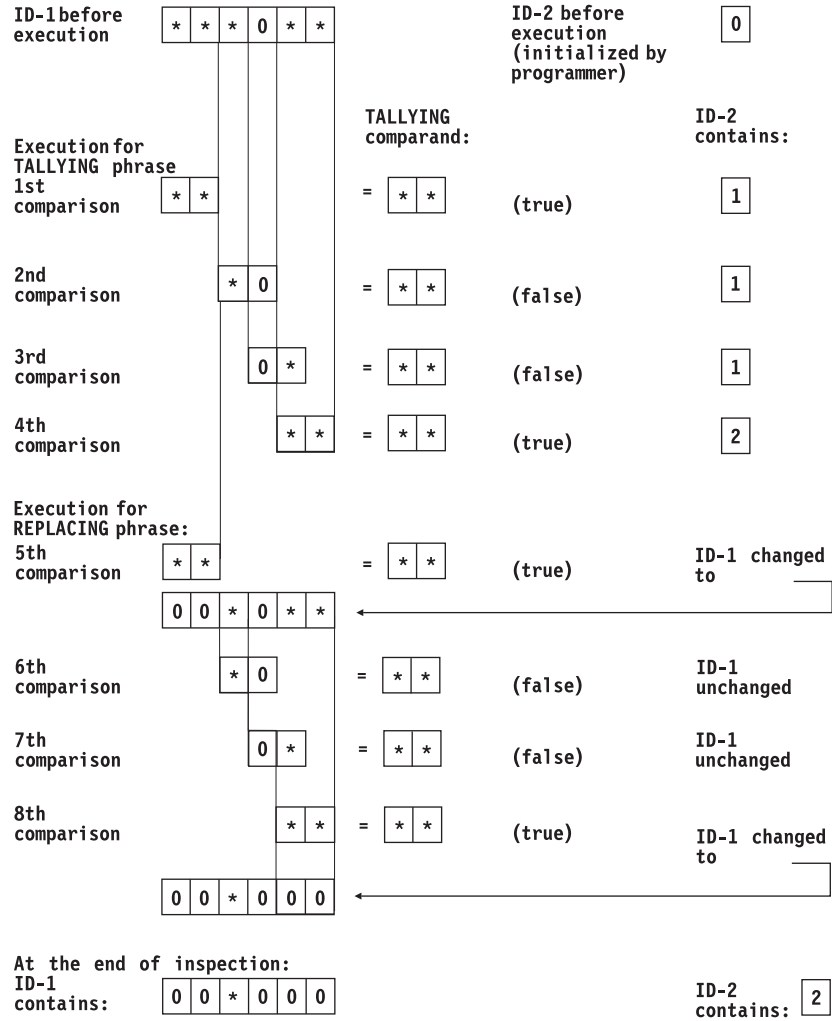 ID-1 before execution * * * 0 * * ID-2 before execution (initialized by programmer) 0
TALLYING comparand: ID-2 contains:
Execution for
TALLYING phrase
1st comparison * * = * * (true) 1
2nd comparison * 0 = * * (false) 1
3rd comparison 0 * = * * (false) 1
4th comparison * * = * * (true) 2
Execution for
REPLACING phrase:
5th comparison * * = * * (true) ID-1 changed to
0 0 * 0 * *
6th comparison * 0 = * * (false) ID-1 unchanged
7th comparison 0 * = * * (false) ID-1 unchanged
8th comparison * * = * * (true) ID-1 changed to
0 0 * 0 0 0
At the end of inspection:
ID-1 contains: 0 0 * 0 0 0 ID-2 contains: 2